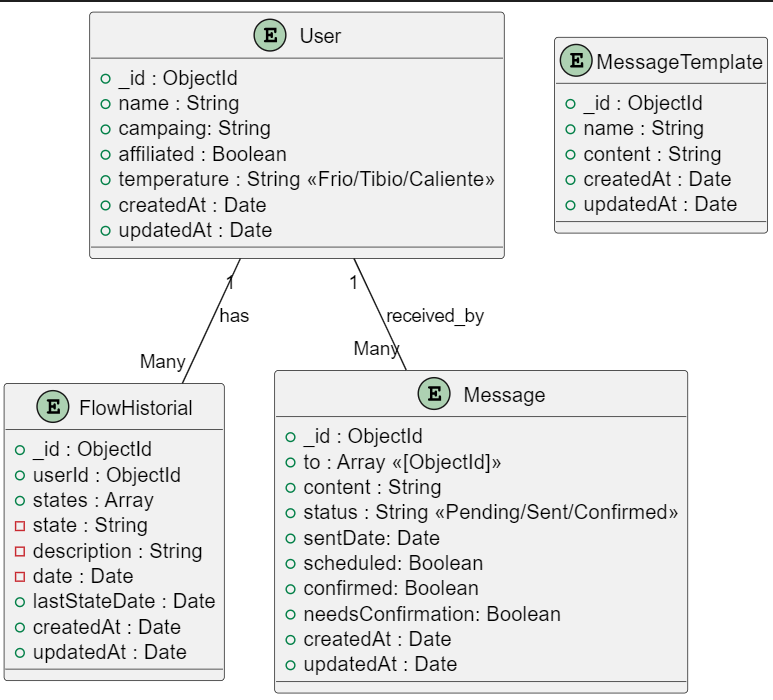 E User
_id : ObjectId
name : String
campaing: String
affiliated : Boolean
temperature : String «Frio/Tibio/Caliente»
createdAt : Date
updatedAt : Date
E MessageTemplate
_id : ObjectId
name : String
content : String
createdAt : Date
updatedAt : Date
1
has
Many
1
received_by
Many
E FlowHistorial
_id : ObjectId
userId : ObjectId
states : Array
state : String
description : String
date : Date
lastStateDate : Date
createdAt : Date
updatedAt : Date
E Message
_id : ObjectId
to : Array «[ObjectId]»
content : String
status : String «Pending/Sent/Confirmed»
sentDate: Date
scheduled: Boolean
confirmed: Boolean
needsConfirmation: Boolean
createdAt : Date
updatedAt : Date